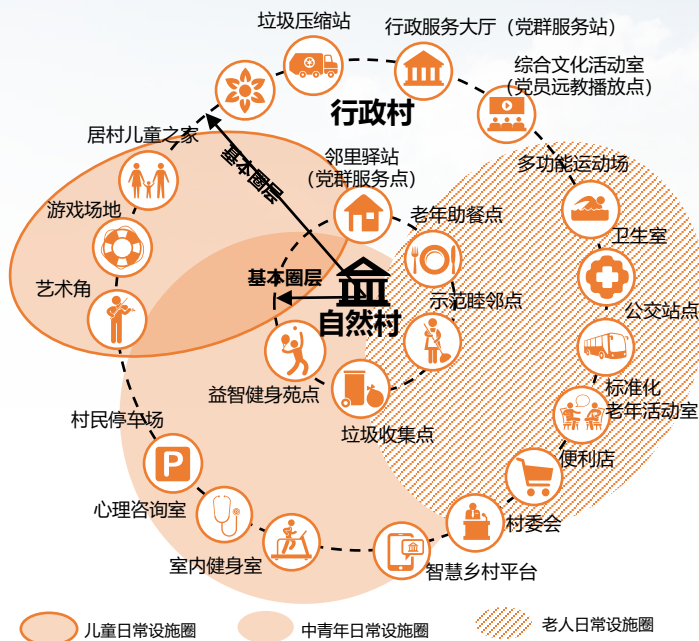 垃圾压缩站
行政服务大厅（党群服务站）
综合文化活动室
（党员远教播放点）
行政村
居村儿童之家
基本圈层
邻里驿站
（党群服务点）
多功能运动场
游戏场地
老年助餐点
卫生室
基本圈层
艺术角
示范睦邻点
公交站点
自然村
标准化
老年活动室
益智健身苑点
村民停车场
垃圾收集点
便利店
P
心理咨询室
村委会
室内健身室
智慧乡村平台
儿童日常设施圈
中青年日常设施圈
老人日常设施圈